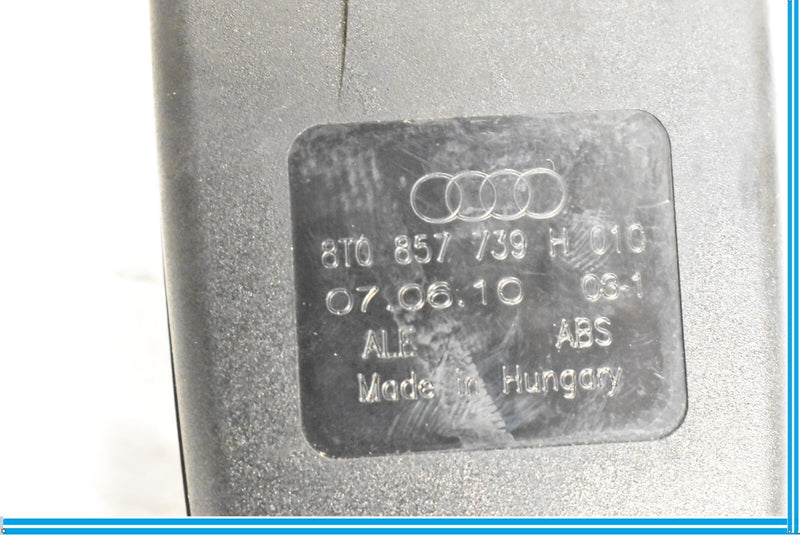 8T0 857 739 H 01C
07.06.10 03-1
ALE ABS
Made in Hungary